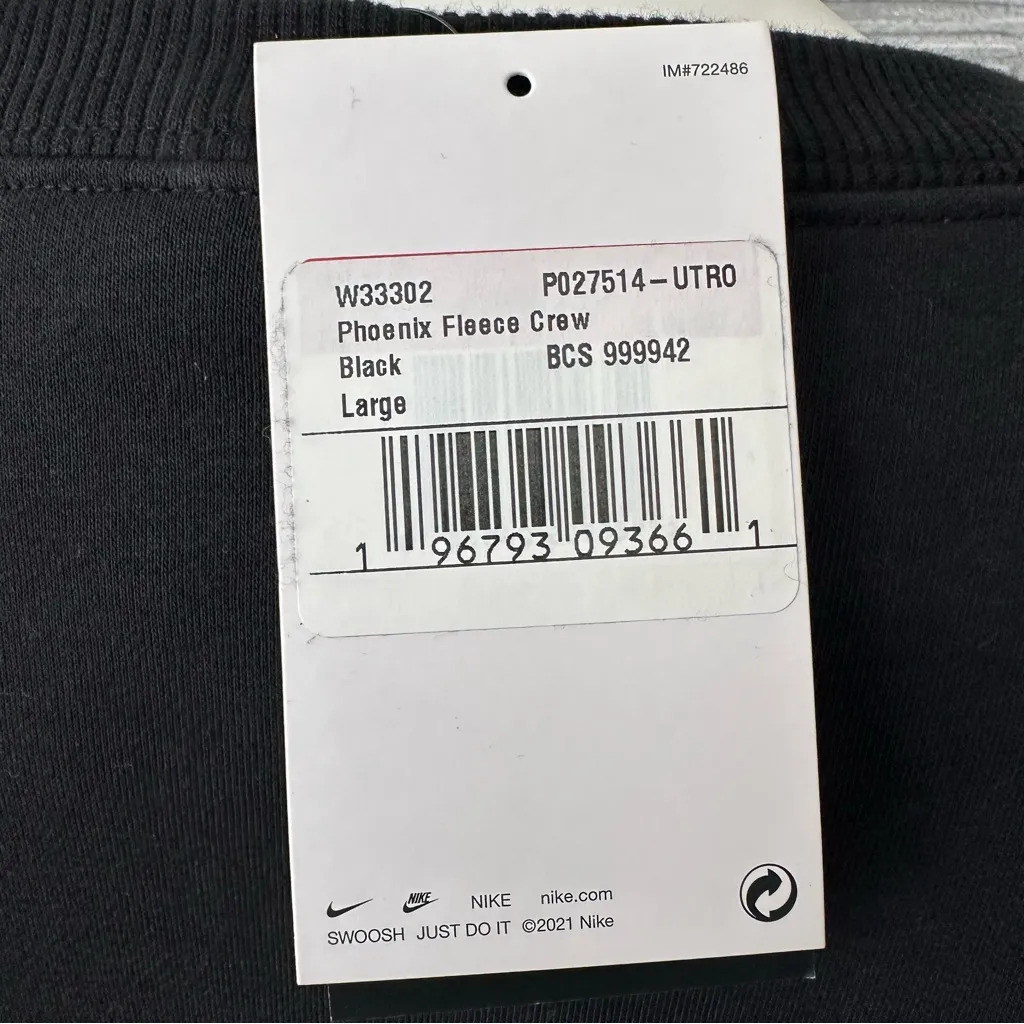 IM#722486
W33302 P027514-UTRO
Phoenix Fleece Crew
Black BCS 999942
Large
1 96793 09366 1
NIKE NIKE nike.com
SWOOSH JUST DO IT ©2021 Nike